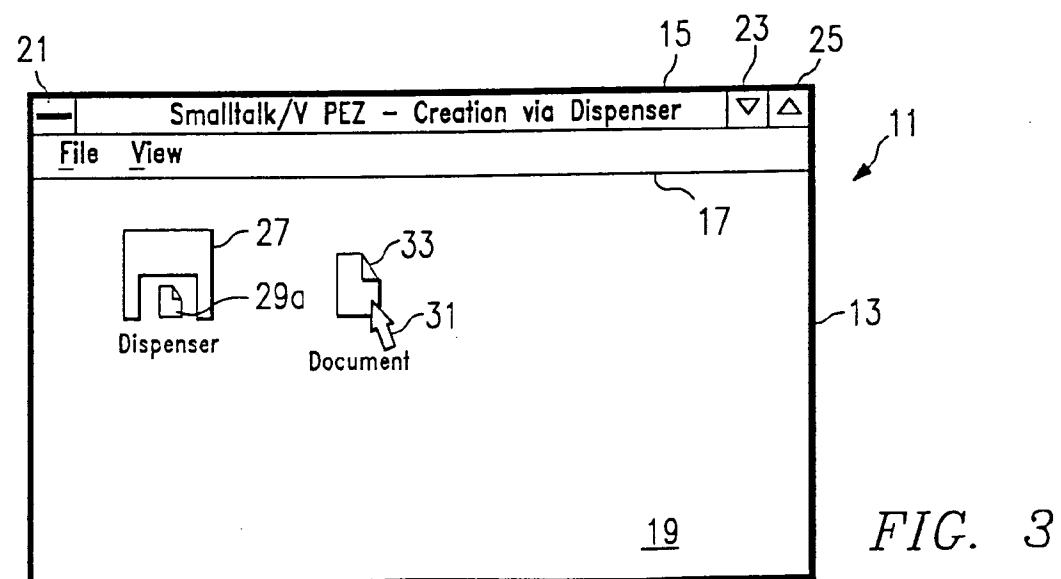 21 15 23 25
Smalltalk/V PEZ - Creation via Dispenser
11
File View
17
27 33
29a
31 13
Dispenser
Document
19
FIG. 3